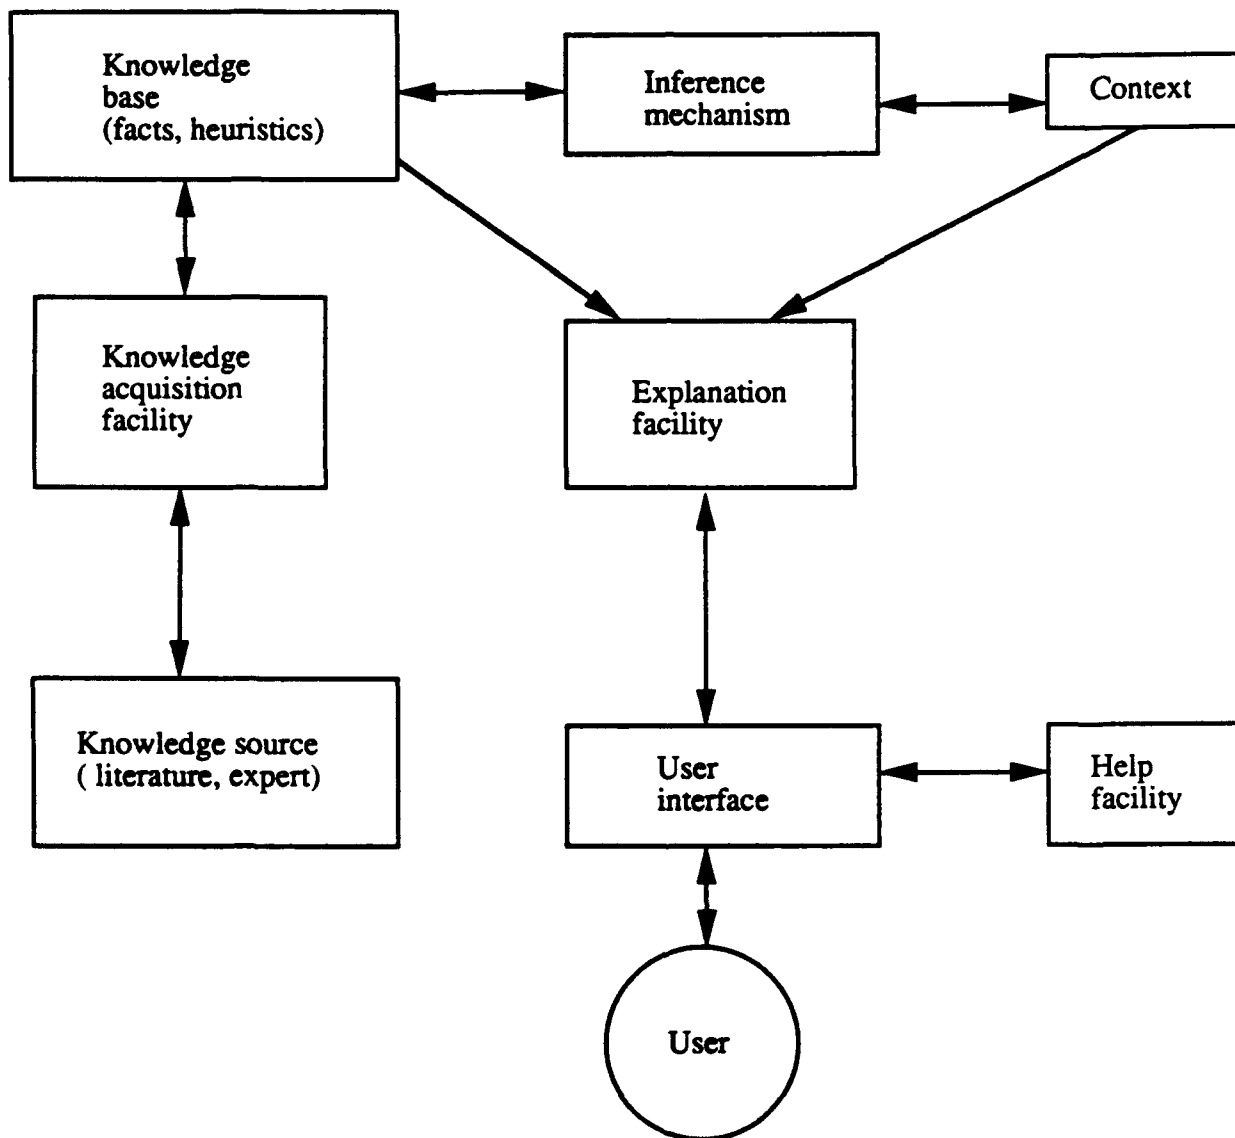 Knowledge
base
(facts, heuristics)
Inference
mechanism
Context
Knowledge
acquisition
facility
Explanation
facility
Knowledge source
( literature, expert)
User
interface
Help
facility
User